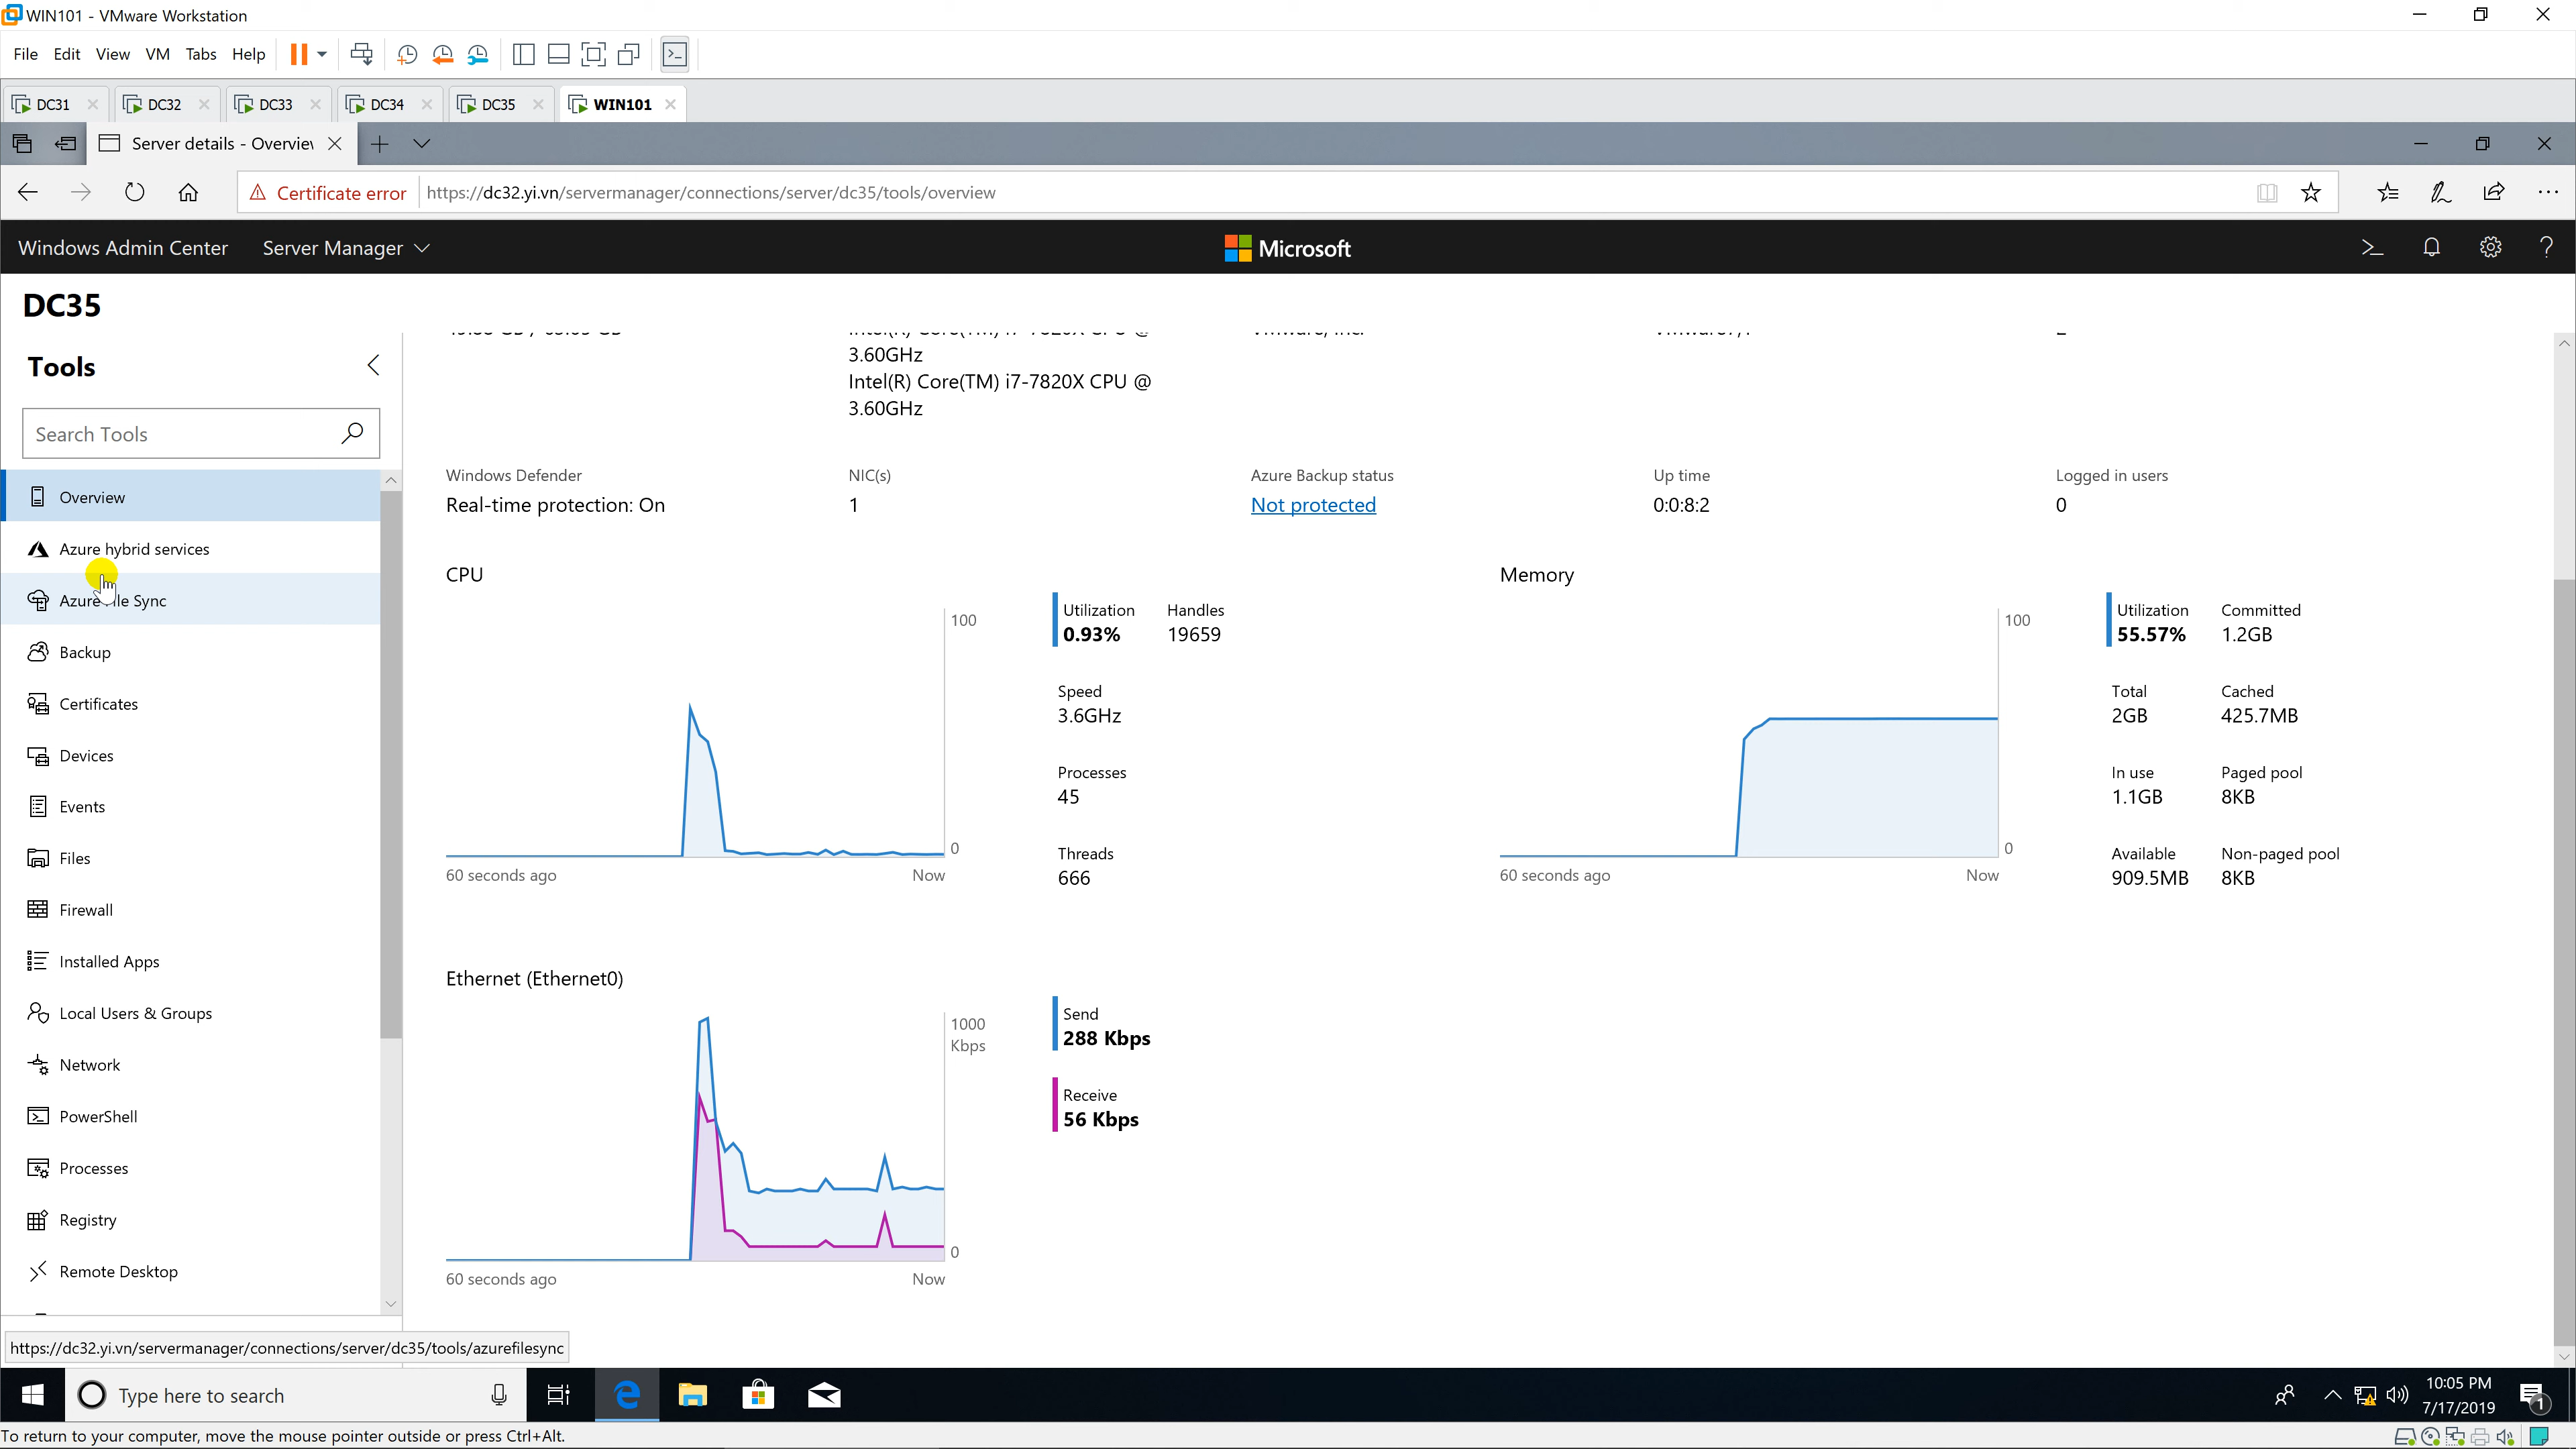 WIN101 - VMware Workstation
File Edit View VM Tabs Help
DC31 DC32 DC33 DC34 DC35 WIN101
Server details - Overview
Certificate error https://dc32.yi.vn/servermanager/connections/server/dc35/tools/overview
Windows Admin Center Server Manager Microsoft
DC35
Tools
Search Tools
Overview
Azure hybrid services
Azure File Sync
Backup
Certificates
Devices
Events
Files
Firewall
Installed Apps
Local Users & Groups
Network
PowerShell
Processes
Registry
Remote Desktop
3.60GHz
Intel(R) Core(TM) i7-7820X CPU @
3.60GHz
Windows Defender NIC(s) Azure Backup status Up time Logged in users
Real-time protection: On 1 Not protected 0:0:8:2 0
CPU
100
0
60 seconds ago Now
Utilization Handles
0.93% 19659
Speed
3.6GHz
Processes
45
Threads
666
Memory
100
0
60 seconds ago Now
Utilization Committed
55.57% 1.2GB
Total Cached
2GB 425.7MB
In use Paged pool
1.1GB 8KB
Available Non-paged pool
909.5MB 8KB
Ethernet (Ethernet0)
1000
Kbps
0
60 seconds ago Now
Send
288 Kbps
Receive
56 Kbps
https://dc32.yi.vn/servermanager/connections/server/dc35/tools/azurefilesync
Type here to search
10:05 PM
7/17/2019
1
To return to your computer, move the mouse pointer outside or press Ctrl+Alt.